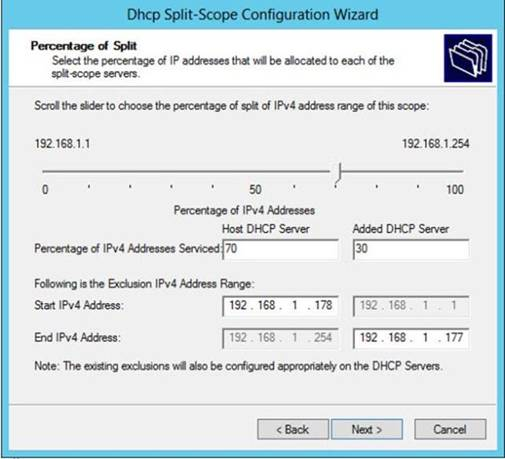 Dhcp Split-Scope Configuration Wizard
Percentage of Split
Select the percentage of IP addresses that will be allocated to each of the
split-scope servers.
Scroll the slider to choose the percentage of split of IPv4 address range of this scope:
192.168.1.1 192.168.1.254
0 50 100
Percentage of IPv4 Addresses
Host DHCP Server Added DHCP Server
Percentage of IPv4 Addresses Serviced: 70 30
Following is the Exclusion IPv4 Address Range:
Start IPv4 Address: 192 . 168 . 1 . 178 192 . 168 . 1 . 1
End IPv4 Address: 192 . 168 . 1 . 254 192 . 168 . 1 . 177
Note: The existing exclusions will also be configured appropriately on the DHCP Servers.
< Back Next > Cancel